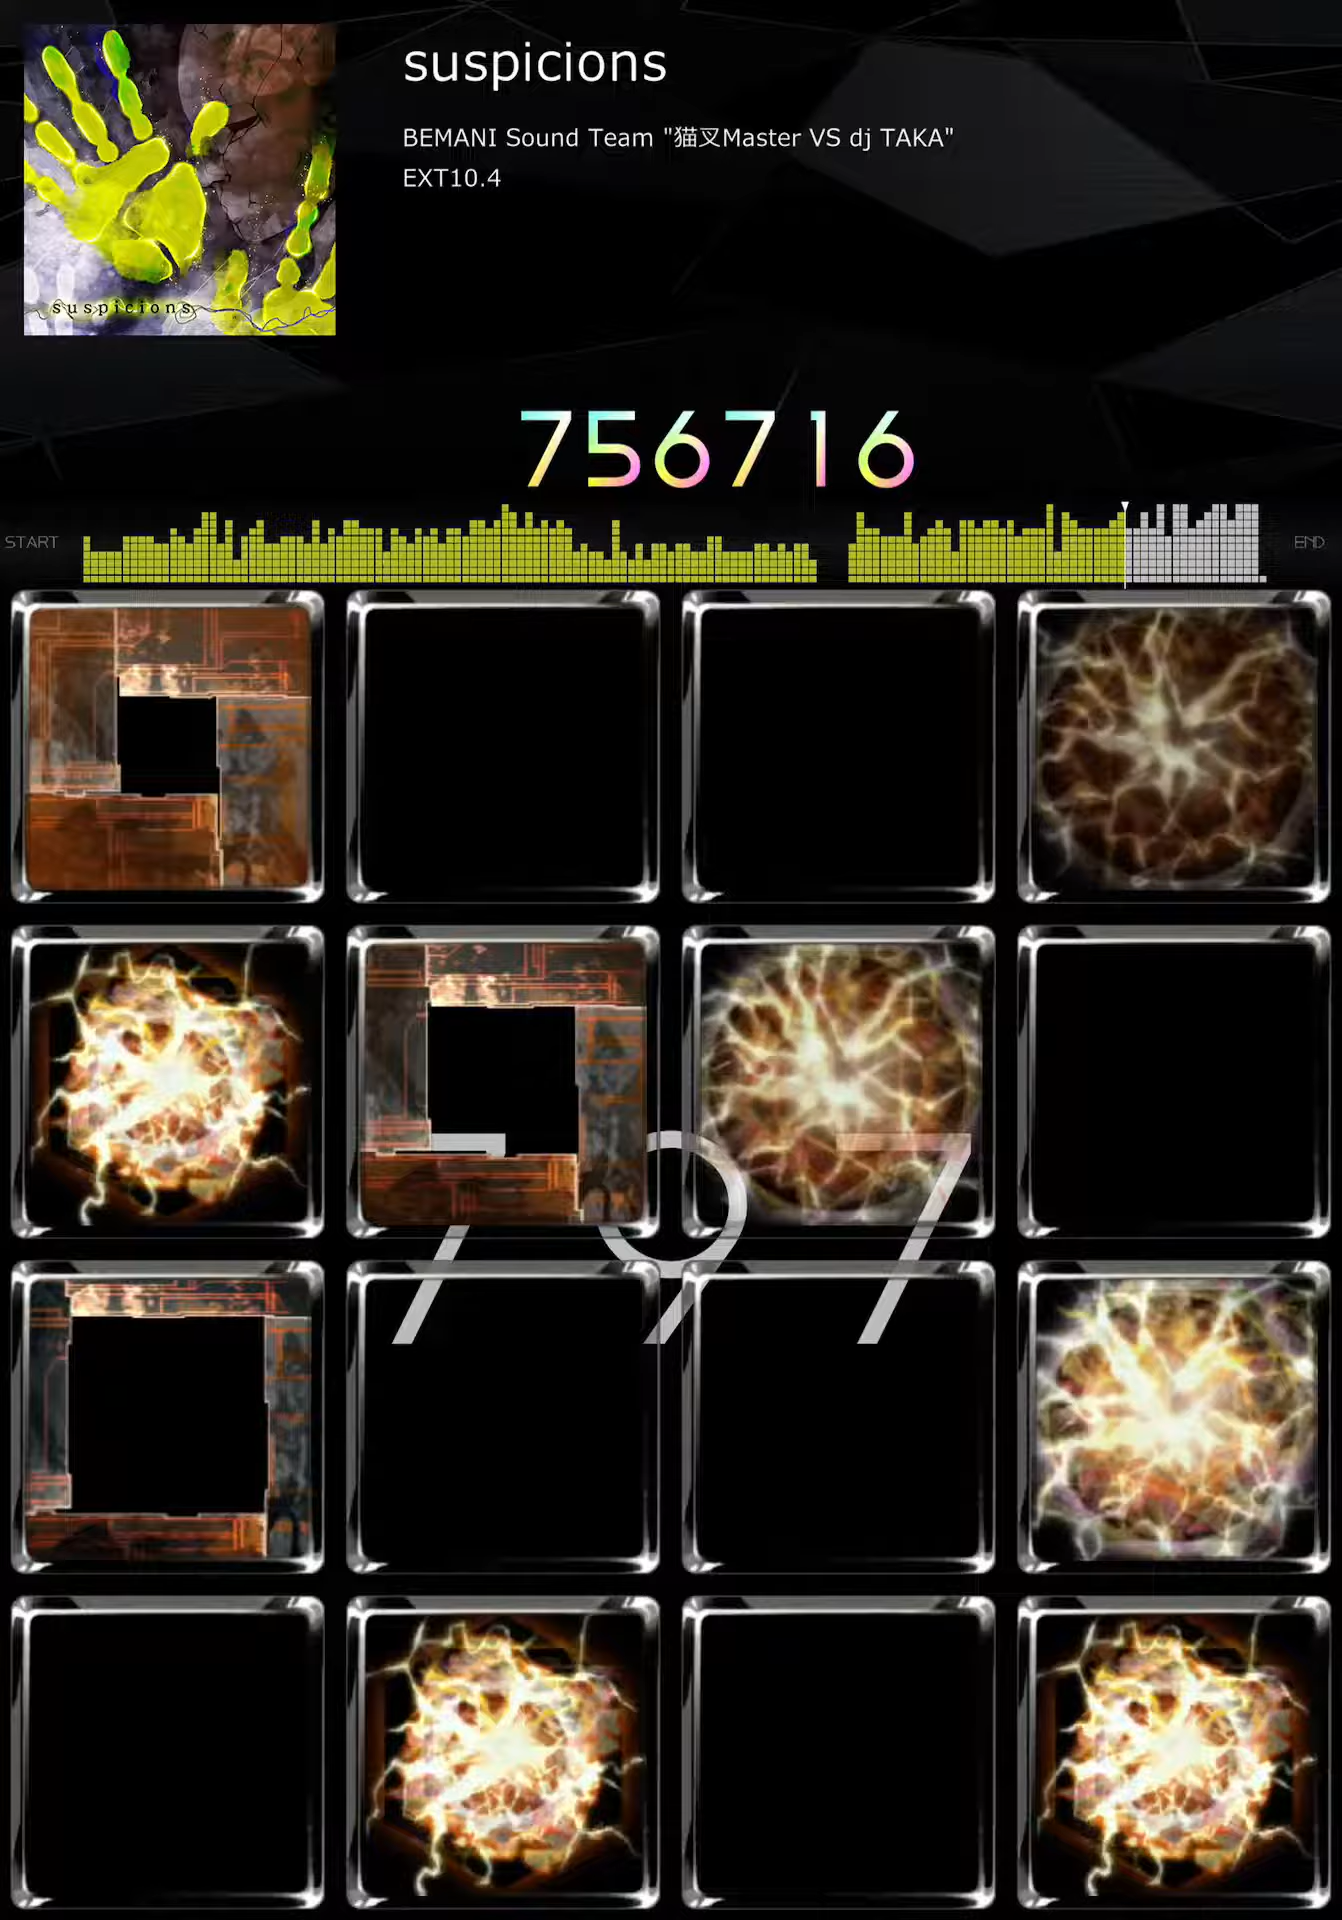 suspicions
BEMANI Sound Team "猫叉Master VS dj TAKA"
EXT10.4
suspicions
756716
START
END
797